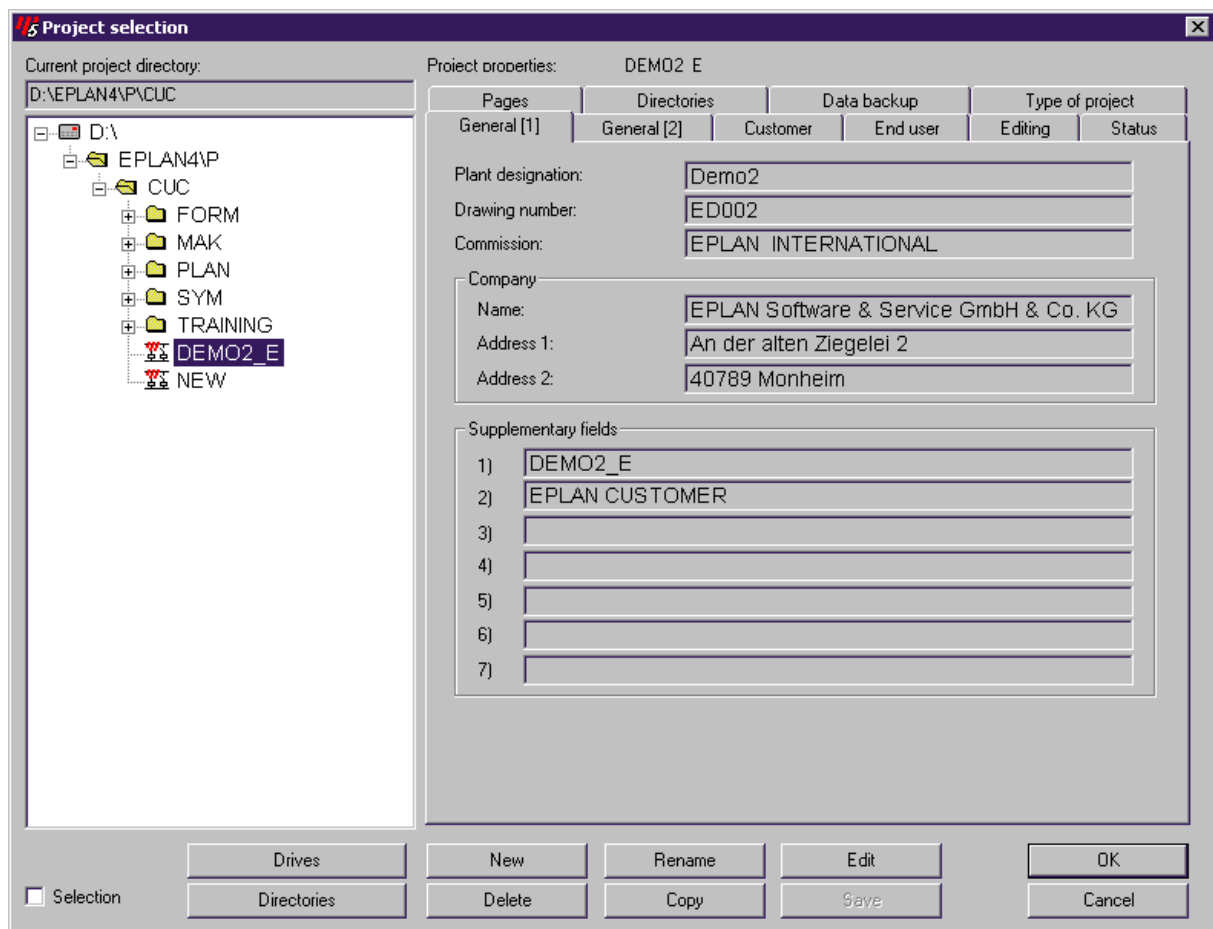 Project selection
Current project directory:
D:\EPLAN4\P\CUC
D:\
EPLAN4\P
CUC
FORM
MAK
PLAN
SYM
TRAINING
DEMO2_E
NEW
Project properties: DEMO2_E
Pages Directories Data backup Type of project
General [1] General [2] Customer End user Editing Status
Plant designation: Demo2
Drawing number: ED002
Commission: EPLAN INTERNATIONAL
Company
Name: EPLAN Software & Service GmbH & Co. KG
Address 1: An der alten Ziegelei 2
Address 2: 40789 Monheim
Supplementary fields
1) DEMO2_E
2) EPLAN CUSTOMER
3)
4)
5)
6)
7)
Drives New Rename Edit OK
Selection Directories Delete Copy Save Cancel